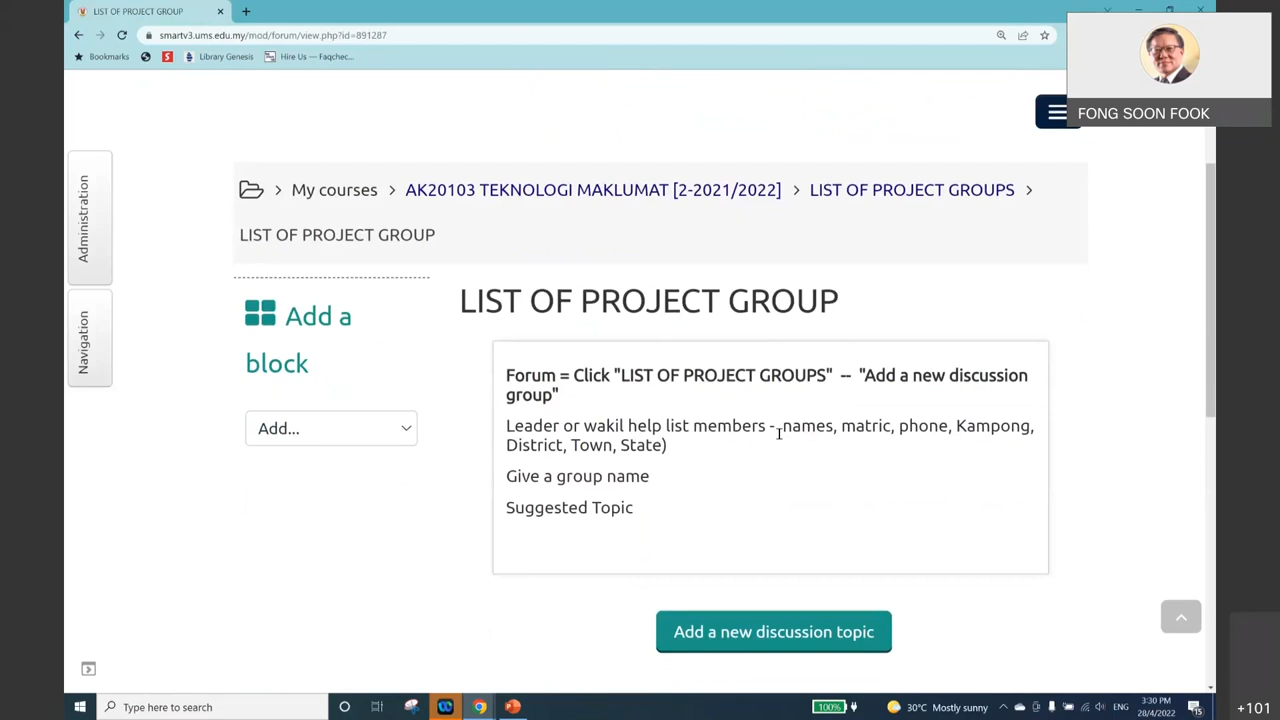 LIST OF PROJECT GROUP
smartv3.ums.edu.my/mod/forum/view.php?id=891287
Bookmarks
Library Genesis
Hire Us — Faqchec...
FONG SOON FOOK
Administration
Navigation
My courses > AK20103 TEKNOLOGI MAKLUMAT [2-2021/2022] > LIST OF PROJECT GROUPS >
LIST OF PROJECT GROUP
Add a
block
Add...
LIST OF PROJECT GROUP
Forum = Click "LIST OF PROJECT GROUPS" -- "Add a new discussion
group"
Leader or wakil help list members - names, matric, phone, Kampong,
District, Town, State)
Give a group name
Suggested Topic
Add a new discussion topic
Type here to search
100%
30°C Mostly sunny
ENG
3:30 PM
28/4/2022
+101